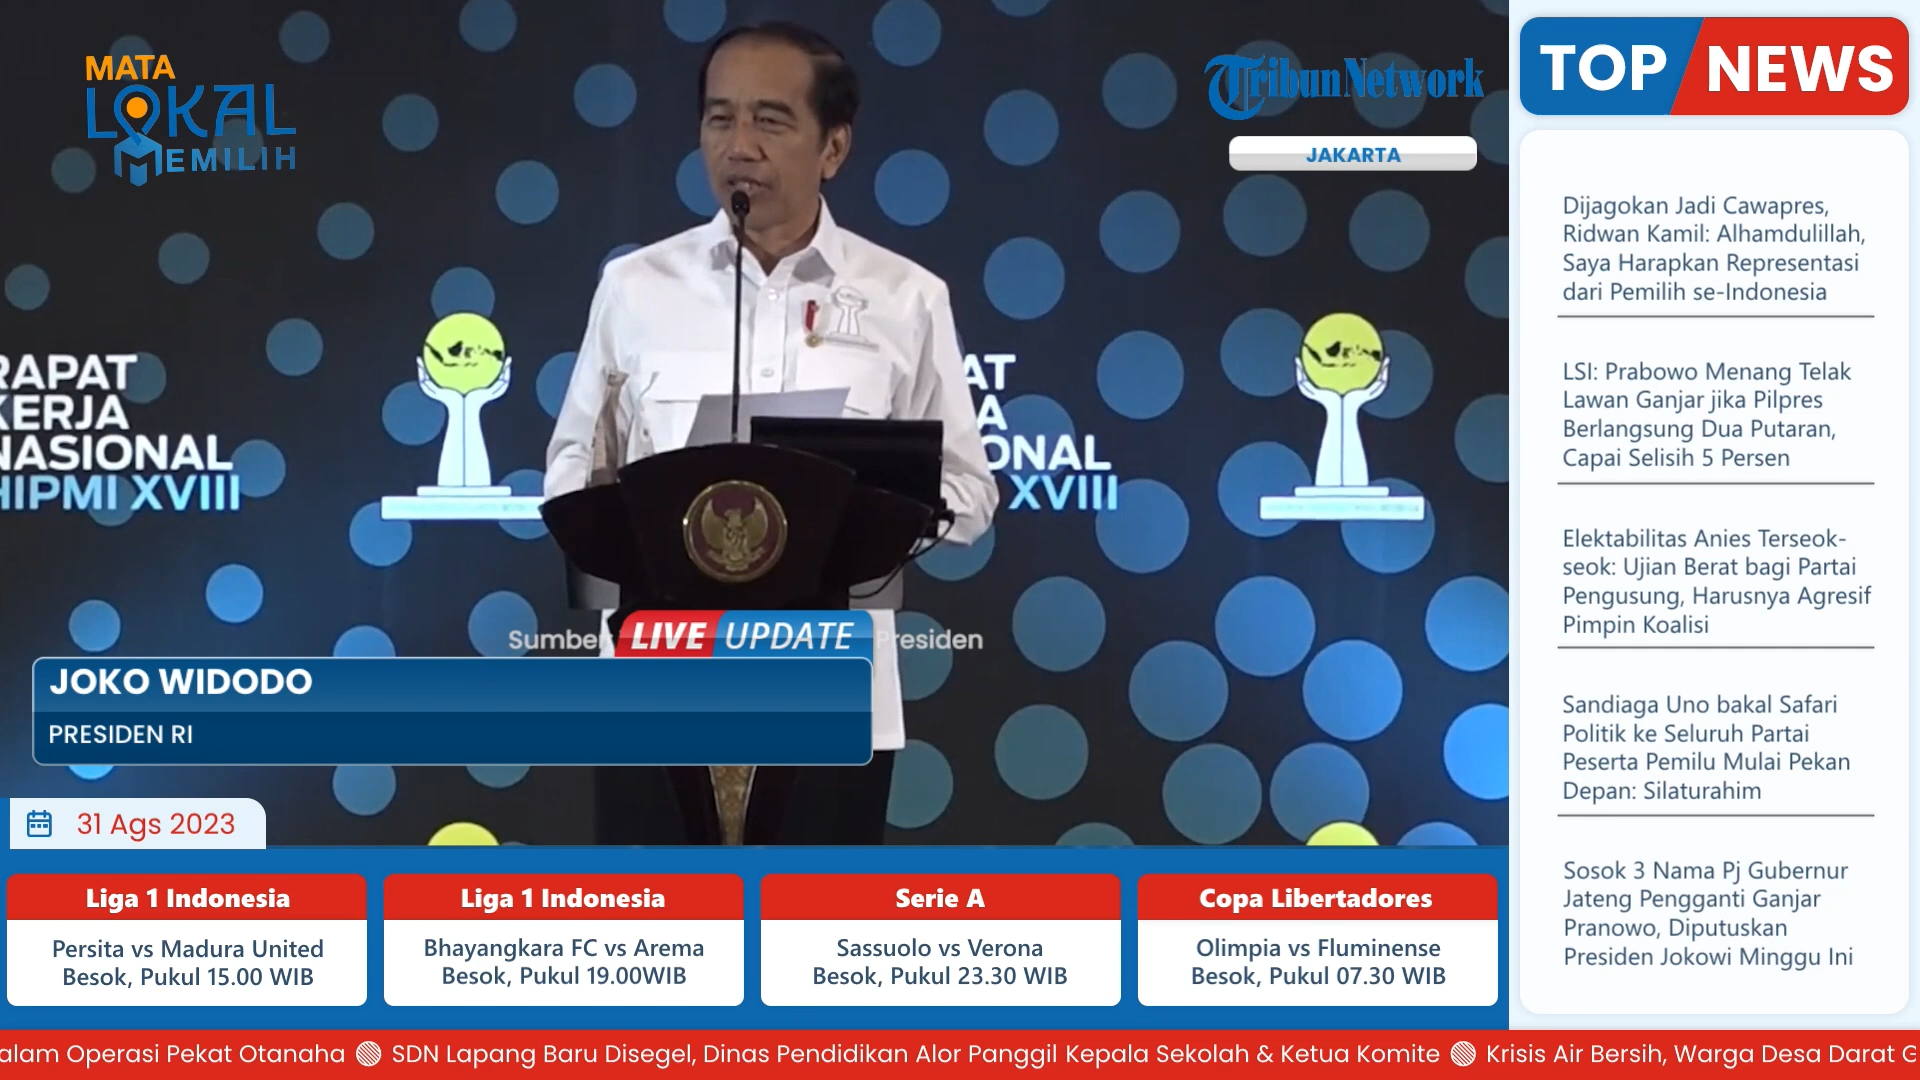 MATA
LOKAL
MEMILIH
TribunNetwork
JAKARTA
TOP NEWS
Dijagokan Jadi Cawapres,
Ridwan Kamil: Alhamdulillah,
Saya Harapkan Representasi
dari Pemilih se-Indonesia
LSI: Prabowo Menang Telak
Lawan Ganjar jika Pilpres
Berlangsung Dua Putaran,
Capai Selisih 5 Persen
Elektabilitas Anies Terseok-
seok: Ujian Berat bagi Partai
Pengusung, Harusnya Agresif
Pimpin Koalisi
Sandiaga Uno bakal Safari
Politik ke Seluruh Partai
Peserta Pemilu Mulai Pekan
Depan: Silaturahim
Sosok 3 Nama Pj Gubernur
Jateng Pengganti Ganjar
Pranowo, Diputuskan
Presiden Jokowi Minggu Ini
RAPAT
KERJA
NASIONAL
HIPMI XVIII
AT
A
ONAL
XVIII
Sumber
LIVE UPDATE
Presiden
JOKO WIDODO
PRESIDEN RI
31 Ags 2023
Liga 1 Indonesia
Persita vs Madura United
Besok, Pukul 15.00 WIB
Liga 1 Indonesia
Bhayangkara FC vs Arema
Besok, Pukul 19.00WIB
Serie A
Sassuolo vs Verona
Besok, Pukul 23.30 WIB
Copa Libertadores
Olimpia vs Fluminense
Besok, Pukul 07.30 WIB
alam Operasi Pekat Otanaha SDN Lapang Baru Disegel, Dinas Pendidikan Alor Panggil Kepala Sekolah & Ketua Komite Krisis Air Bersih, Warga Desa Darat G